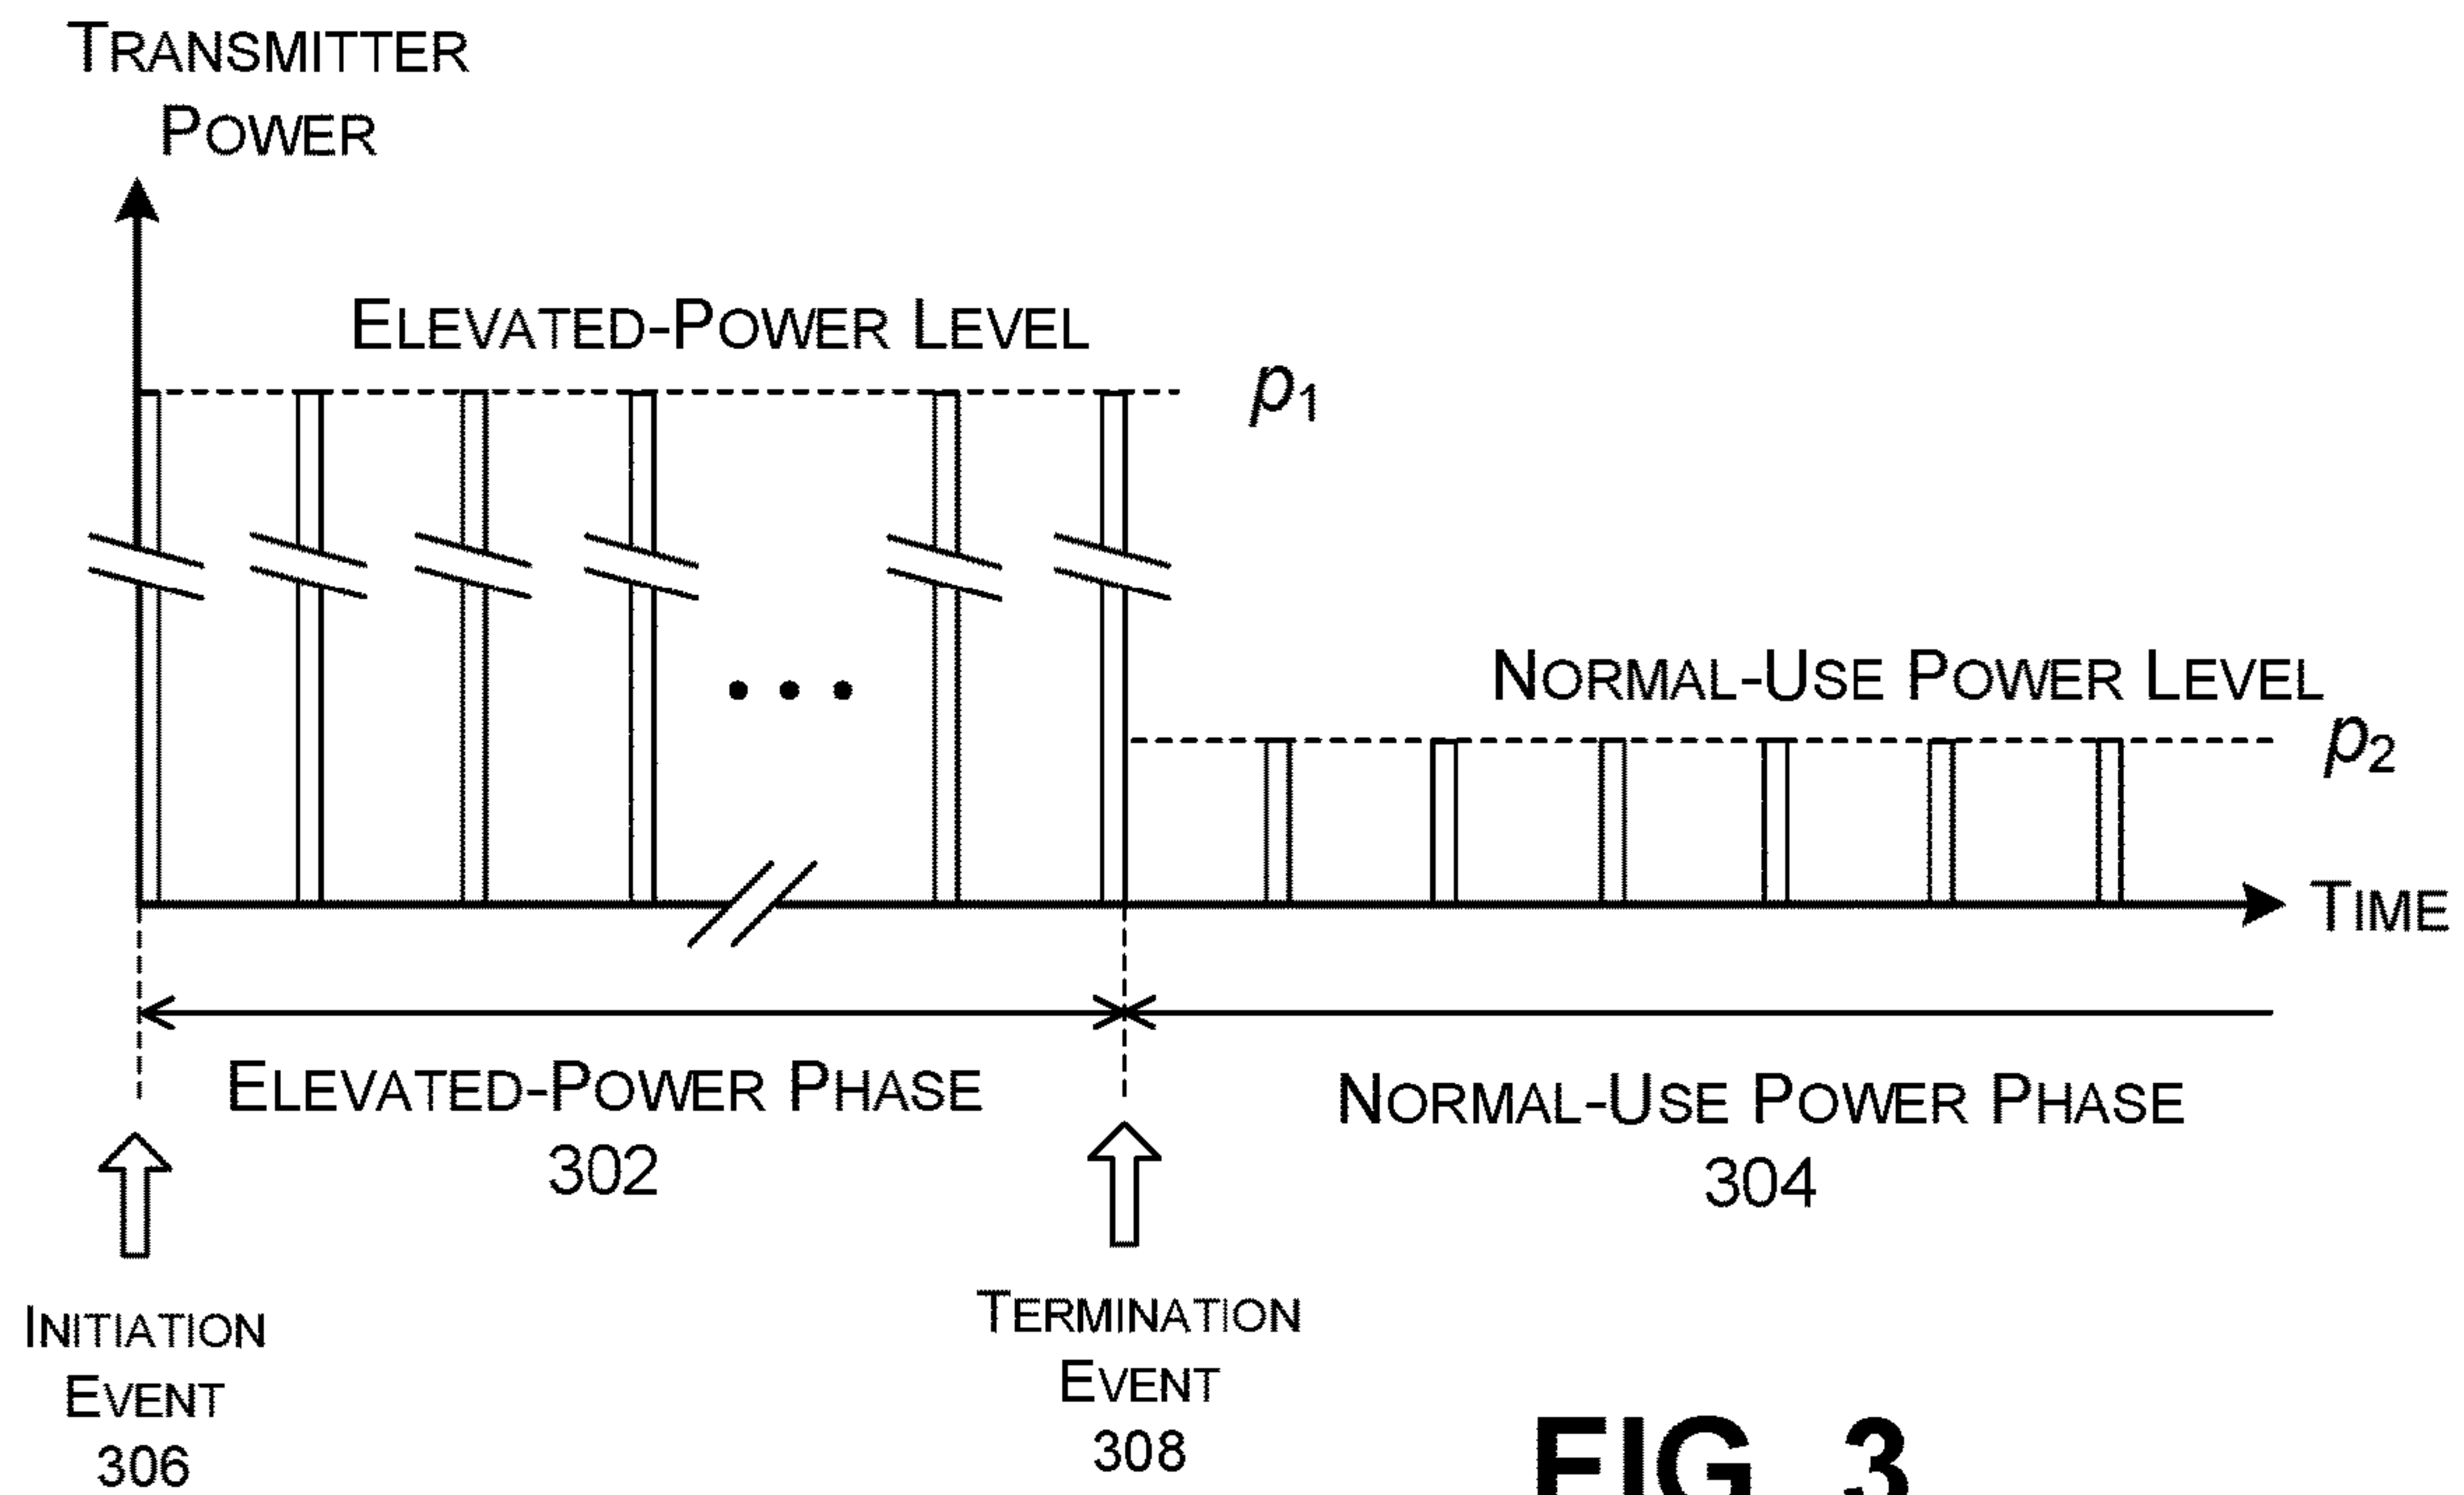 TRANSMITTER
POWER
ELEVATED-POWER LEVEL
p1
NORMAL-USE POWER LEVEL
p2
TIME
ELEVATED-POWER PHASE
302
NORMAL-USE POWER PHASE
304
INITIATION
EVENT
306
TERMINATION
EVENT
308
FIG. 3